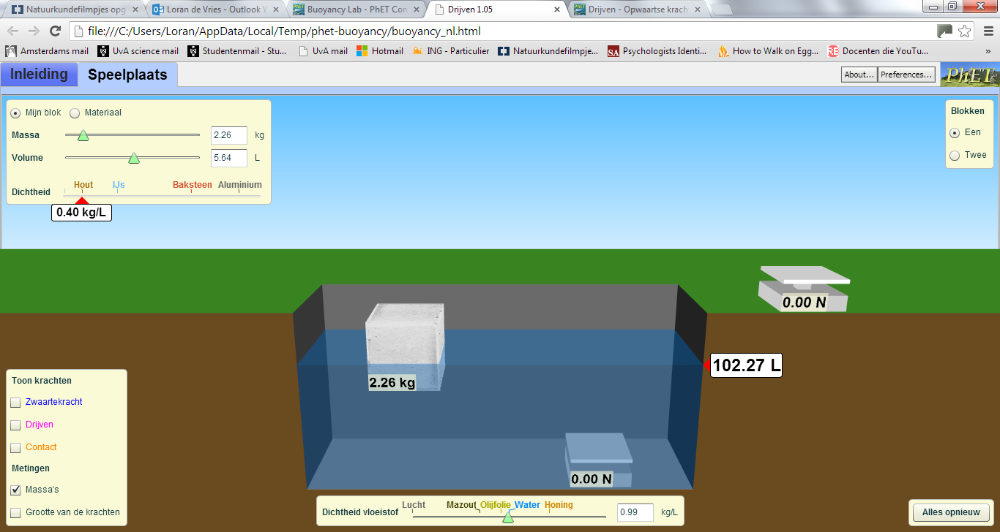 Natuurkundefilmpjes opg
Loran de Vries - Outlook W
Buoyancy Lab - PhET Con
Drijven 1.05
Drijven - Opwaartse krach
file:///C:/Users/Loran/AppData/Local/Temp/phet-buoyancy/buoyancy_nl.html
Amsterdams mail
UvA science mail
Studentenmail - Stu...
UvA mail
Hotmail
ING - Particulier
Natuurkundefilmpje...
SA Psychologists Identi...
How to Walk on Egg...
RE Docenten die YouTu...
»
Inleiding
Speelplaats
About...
Preferences...
PhET
Mijn blok
Materiaal
Massa 2.26 kg
Volume 5.64 L
Hout IJs Baksteen Aluminium
Dichtheid
0.40 kg/L
Blokken
Een
Twee
0.00 N
102.27 L
2.26 kg
0.00 N
Toon krachten
Zwaartekracht
Drijven
Contact
Metingen
Massa's
Grootte van de krachten
Lucht Mazout Olijfolie Water Honing
Dichtheid vloeistof 0.99 kg/L
Alles opnieuw